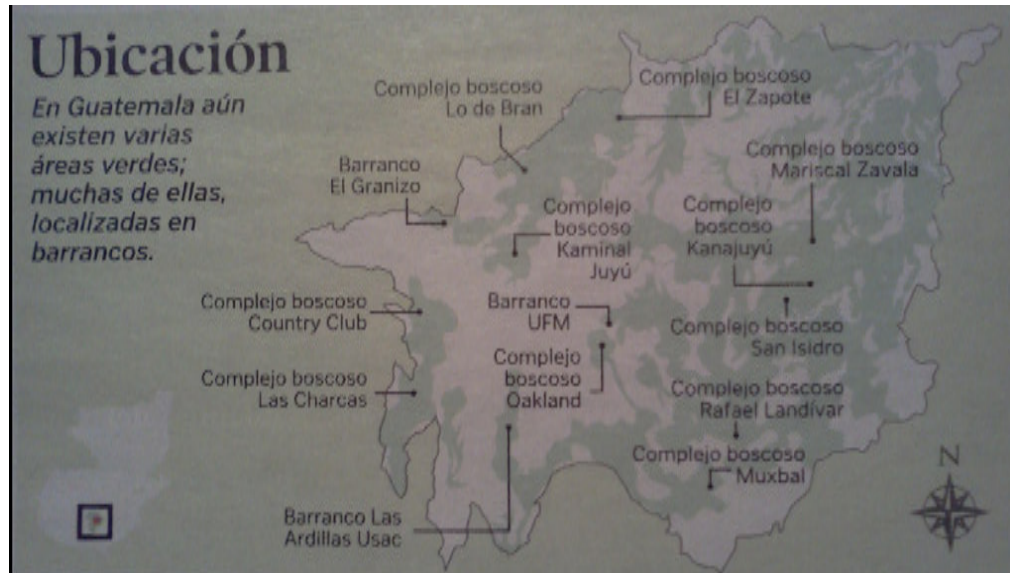 Ubicación
En Guatemala aún
existen varias
áreas verdes;
muchas de ellas,
localizadas en
barrancos.
Complejo boscoso
Lo de Bran
Complejo boscoso
El Zapote
Barranco
El Granizo
Complejo boscoso
Mariscal Zavala
Complejo
boscoso
Kaminal
Juyú
Complejo
boscoso
Kanajuyú
Complejo boscoso
Country Club
Barranco
UFM
Complejo boscoso
San Isidro
Complejo boscoso
Las Charcas
Complejo
boscoso
Oakland
Complejo boscoso
Rafael Landívar
Complejo boscoso
Muxbal
Barranco Las
Ardillas Usac
N